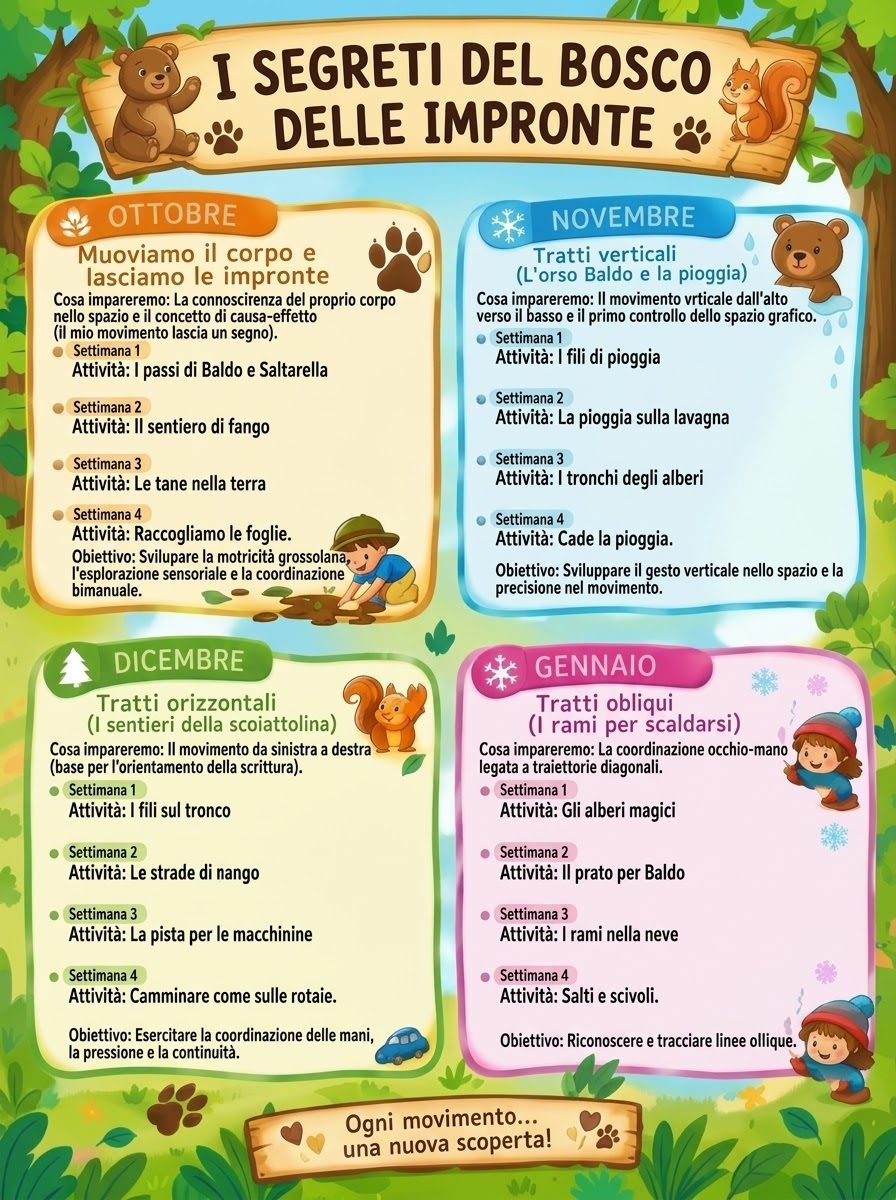 I SEGRETI DEL BOSCO
DELLE IMPRONTE
OTTOBRE
Muoviamo il corpo e
lasciamo le impronte
Cosa impareremo: La connoscirenza del proprio corpo
nello spazio e il concetto di causa-effetto
(il mio movimento lascia un segno).
Settimana 1
Attività: I passi di Baldo e Saltarella
Settimana 2
Attività: Il sentiero di fango
Settimana 3
Attività: Le tane nella terra
Settimana 4
Attività: Raccogliamo le foglie.
Obiettivo: Svilupare la motricità grossolana,
l'esplorazione sensoriale e la coordinazione
bimanuale.
NOVEMBRE
Tratti verticali
(L'orso Baldo e la pioggia)
Cosa impareremo: Il movimento vrticale dall'alto
verso il basso e il primo controllo dello spazio grafico.
Settimana 1
Attività: I fili di pioggia
Settimana 2
Attività: La pioggia sulla lavagna
Settimana 3
Attività: I tronchi degli alberi
Settimana 4
Attività: Cade la pioggia.
Obiettivo: Sviluppare il gesto verticale nello spazio e la
precisione nel movimento.
DICEMBRE
Tratti orizzontali
(I sentieri della scoiattolina)
Cosa impareremo: Il movimento da sinistra a destra
(base per l'orientamento della scrittura).
Settimana 1
Attività: I fili sul tronco
Settimana 2
Attività: Le strade di nango
Settimana 3
Attività: La pista per le macchinine
Settimana 4
Attività: Camminare come sulle rotaie.
Obiettivo: Esercitare la coordinazione delle mani,
la pressione e la continuità.
GENNAIO
Tratti obliqui
(I rami per scaldarsi)
Cosa impareremo: La coordinazione occhio-mano
legata a traiettorie diagonali.
Settimana 1
Attività: Gli alberi magici
Settimana 2
Attività: Il prato per Baldo
Settimana 3
Attività: I rami nella neve
Settimana 4
Attività: Salti e scivoli.
Obiettivo: Riconoscere e tracciare linee ollique.
Ogni movimento...
una nuova scoperta!